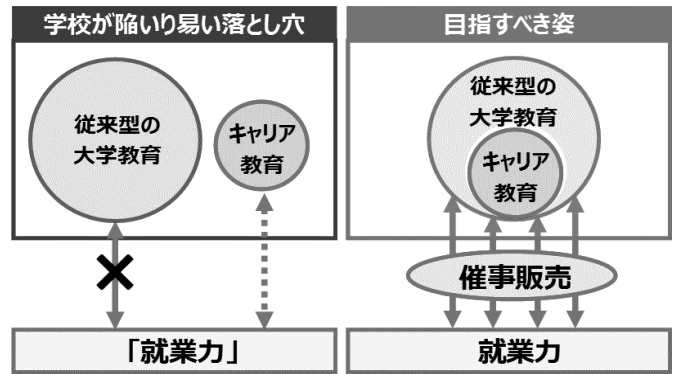 学校が陥いり易い落とし穴
従来型の
大学教育
キャリア
教育
「就業力」
目指すべき姿
従来型の
大学教育
キャリア
教育
催事販売
就業力